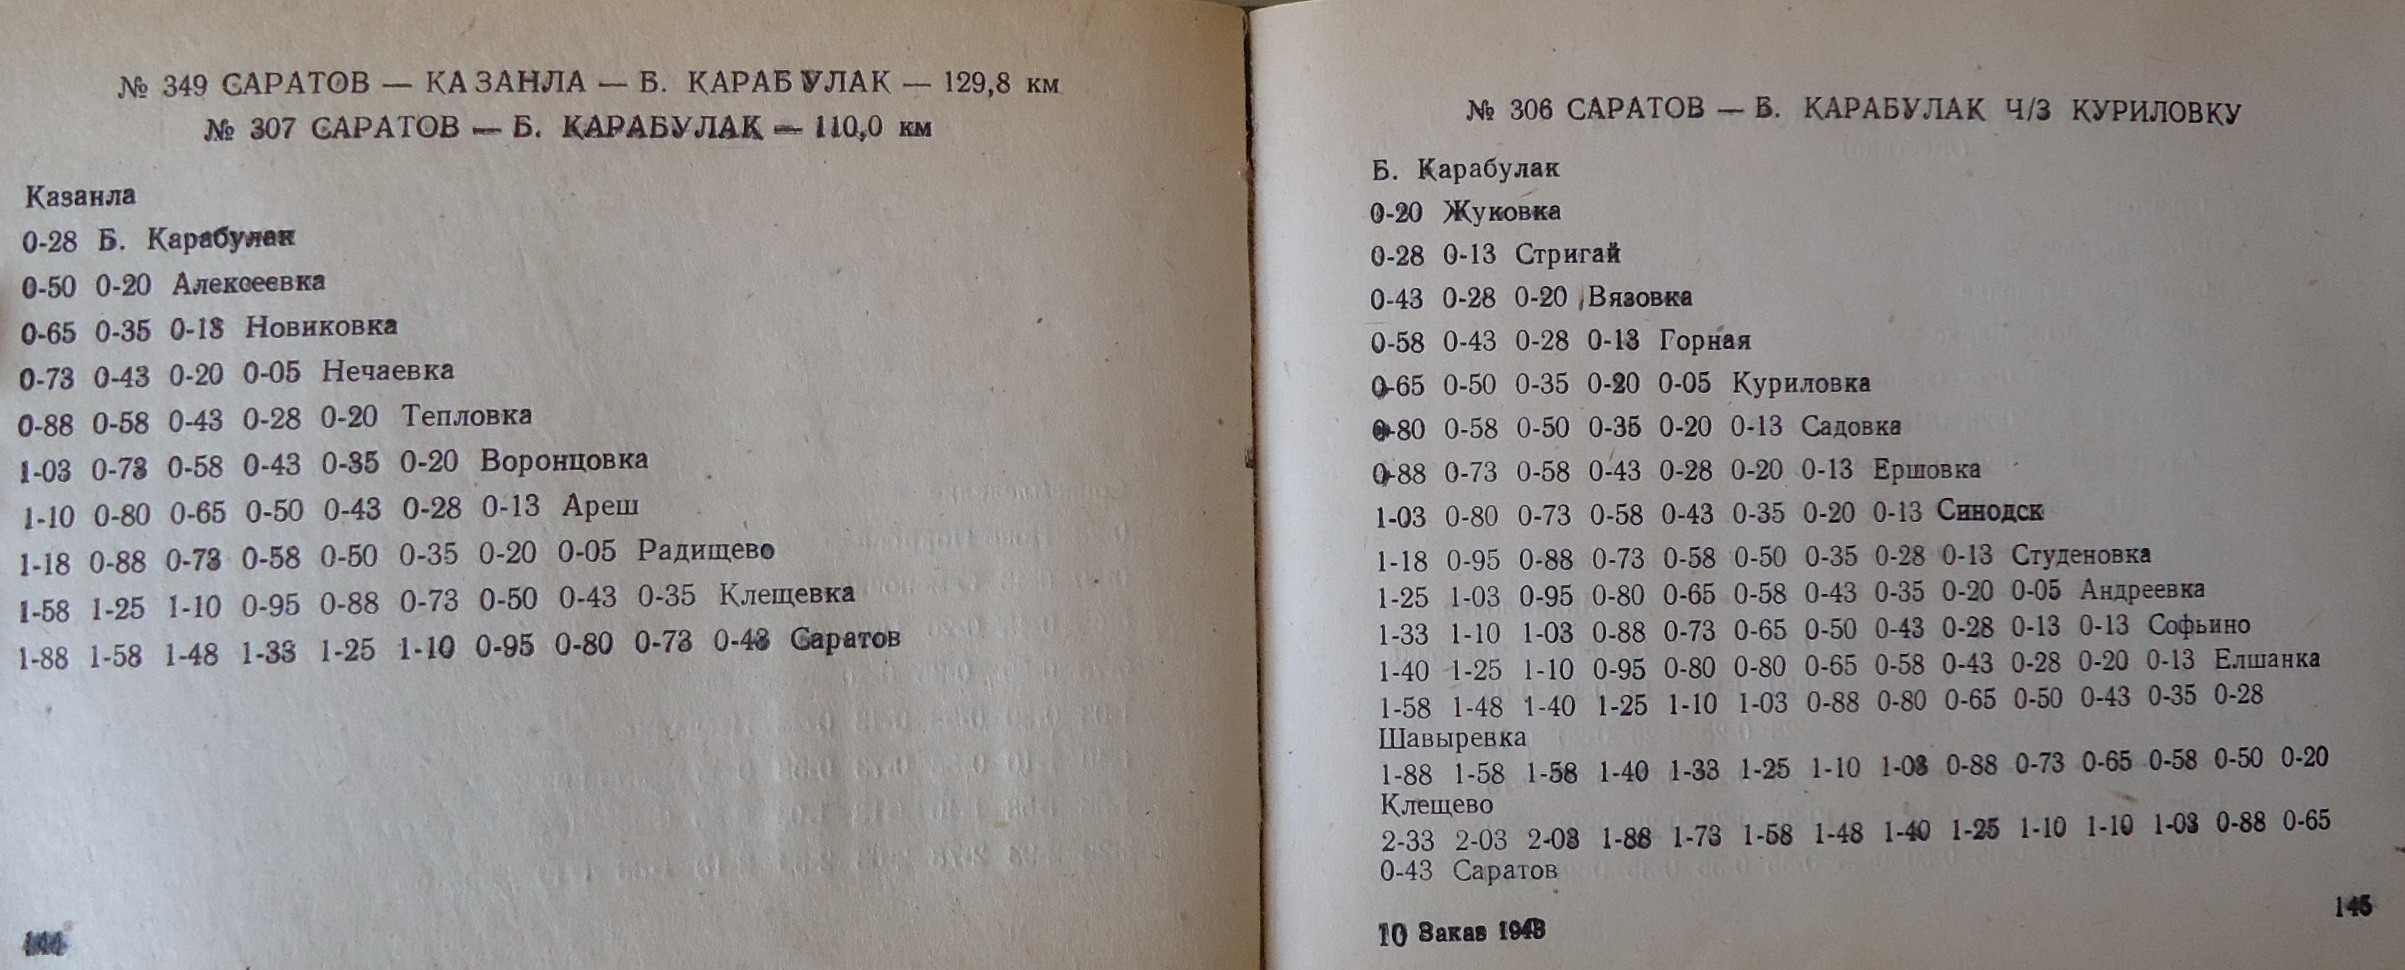 № 349 САРАТОВ — КАЗАНЛА — Б. КАРАБУЛАК — 129,8 км
№ 307 САРАТОВ — Б. КАРАБУЛАК — 110,0 км
Казанла
0-28 Б. Карабулак
0-50 0-20 Алексеевка
0-65 0-35 0-13 Новиковка
0-73 0-43 0-20 0-05 Нечаевка
0-88 0-58 0-43 0-28 0-20 Тепловка
1-03 0-73 0-58 0-43 0-35 0-20 Воронцовка
1-10 0-80 0-65 0-50 0-43 0-28 0-13 Ареш
1-18 0-88 0-73 0-58 0-50 0-35 0-20 0-05 Радищево
1-58 1-25 1-10 0-95 0-88 0-73 0-50 0-43 0-35 Клещевка
1-88 1-58 1-48 1-33 1-25 1-10 0-95 0-80 0-73 0-43 Саратов
144
№ 306 САРАТОВ — Б. КАРАБУЛАК Ч/З КУРИЛОВКУ
Б. Карабулак
0-20 Жуковка
0-28 0-13 Стригай
0-43 0-28 0-20 Вязовка
0-58 0-43 0-28 0-13 Горная
0-65 0-50 0-35 0-20 0-05 Куриловка
0-80 0-58 0-50 0-35 0-20 0-13 Садовка
0-88 0-73 0-58 0-43 0-28 0-20 0-13 Ершовка
1-03 0-80 0-73 0-58 0-43 0-35 0-20 0-13 Синодск
1-18 0-95 0-88 0-73 0-58 0-50 0-35 0-28 0-13 Студеновка
1-25 1-03 0-95 0-80 0-65 0-58 0-43 0-35 0-20 0-05 Андреевка
1-33 1-10 1-03 0-88 0-73 0-65 0-50 0-43 0-28 0-13 0-13 Софьино
1-40 1-25 1-10 0-95 0-80 0-80 0-65 0-58 0-43 0-28 0-20 0-13 Елшанка
1-58 1-48 1-40 1-25 1-10 1-03 0-88 0-80 0-65 0-50 0-43 0-35 0-28
Шавыревка
1-88 1-58 1-58 1-40 1-33 1-25 1-10 1-03 0-88 0-73 0-65 0-58 0-50 0-20
Клещево
2-33 2-03 2-03 1-88 1-73 1-58 1-48 1-40 1-25 1-10 1-10 1-03 0-88 0-65
0-43 Саратов
10 Заказ 1943
145